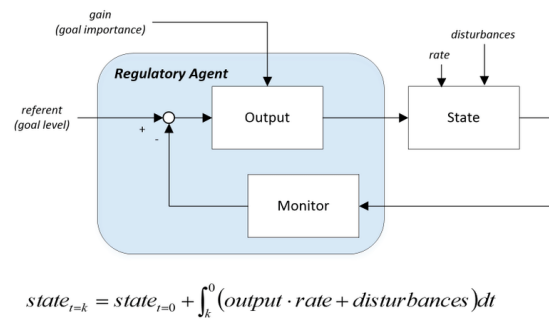 gain
(goal importance)
disturbances
rate
Regulatory Agent
referent
(goal level)
+
-
Output
State
Monitor
state_{t=k} = state_{t=0} + ∫_k^0 (output · rate + disturbances)dt